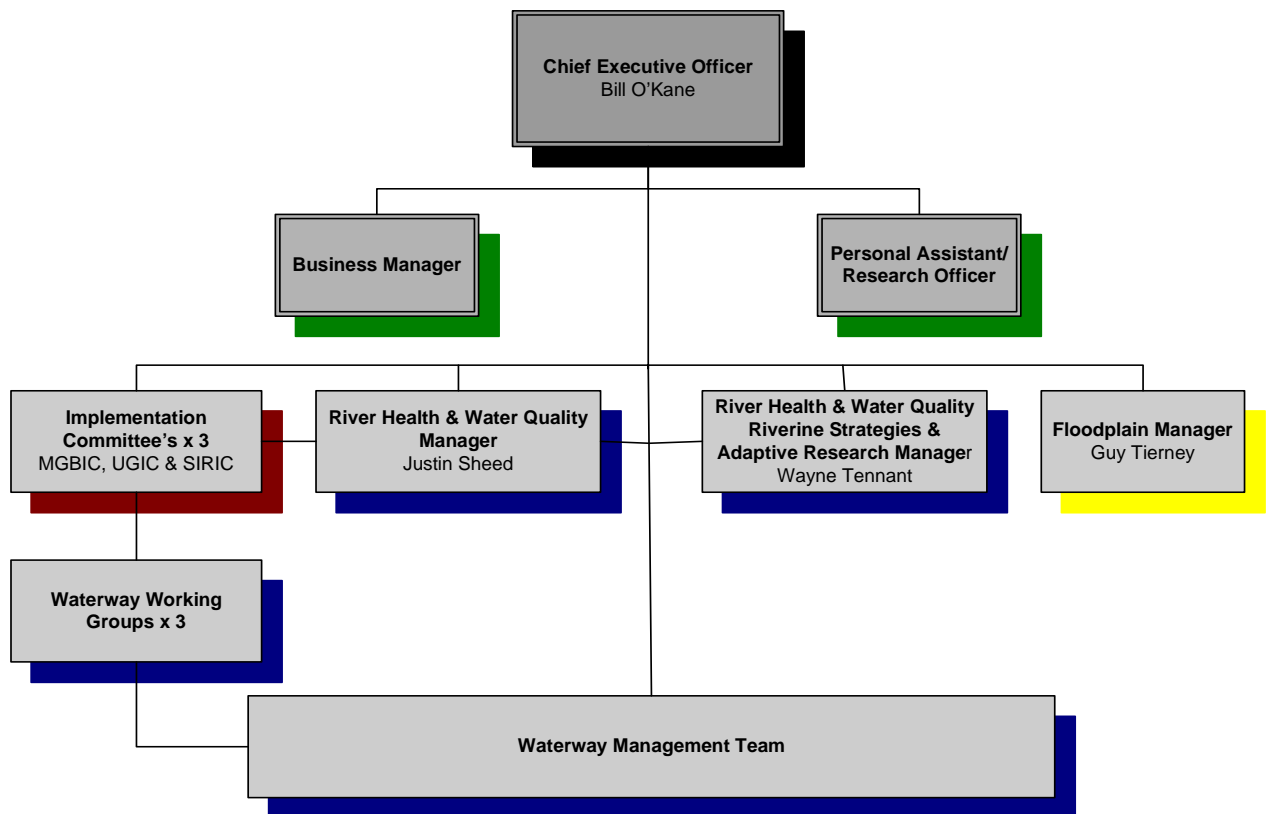 Chief Executive Officer
Bill O'Kane
Business Manager
Personal Assistant/
Research Officer
Implementation
Committee's x 3
MGBIC, UGIC & SIRIC
River Health & Water Quality
Manager
Justin Sheed
River Health & Water Quality
Riverine Strategies &
Adaptive Research Manager
Wayne Tennant
Floodplain Manager
Guy Tierney
Waterway Working
Groups x 3
Waterway Management Team